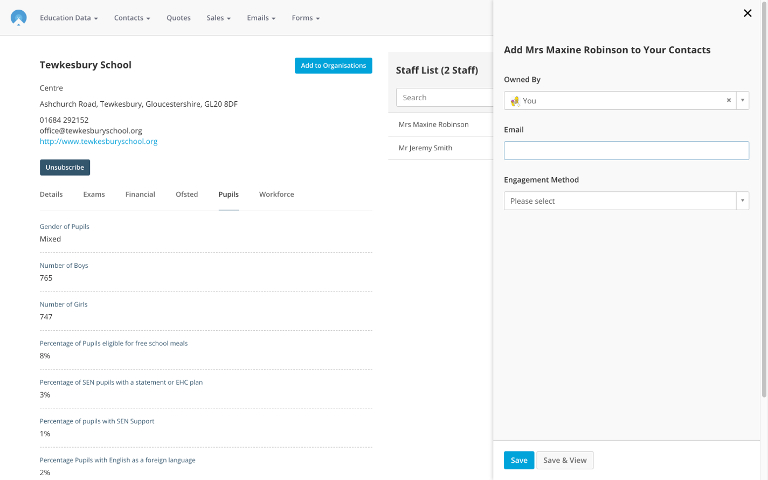 Education Data
Contacts
Quotes
Sales
Emails
Forms
Tewkesbury School
Add to Organisations
Centre
Ashchurch Road, Tewkesbury, Gloucestershire, GL20 8DF
01684 292152
office@tewkesburyschool.org
http://www.tewkesburyschool.org
Unsubscribe
Details
Exams
Financial
Ofsted
Pupils
Workforce
Gender of Pupils
Mixed
Number of Boys
765
Number of Girls
747
Percentage of Pupils eligible for free school meals
8%
Percentage of SEN pupils with a statement or EHC plan
3%
Percentage of pupils with SEN Support
1%
Percentage Pupils with English as a foreign language
2%
Staff List (2 Staff)
Search
Mrs Maxine Robinson
Mr Jeremy Smith
Add Mrs Maxine Robinson to Your Contacts
Owned By
You
Email
Engagement Method
Please select
Save
Save & View